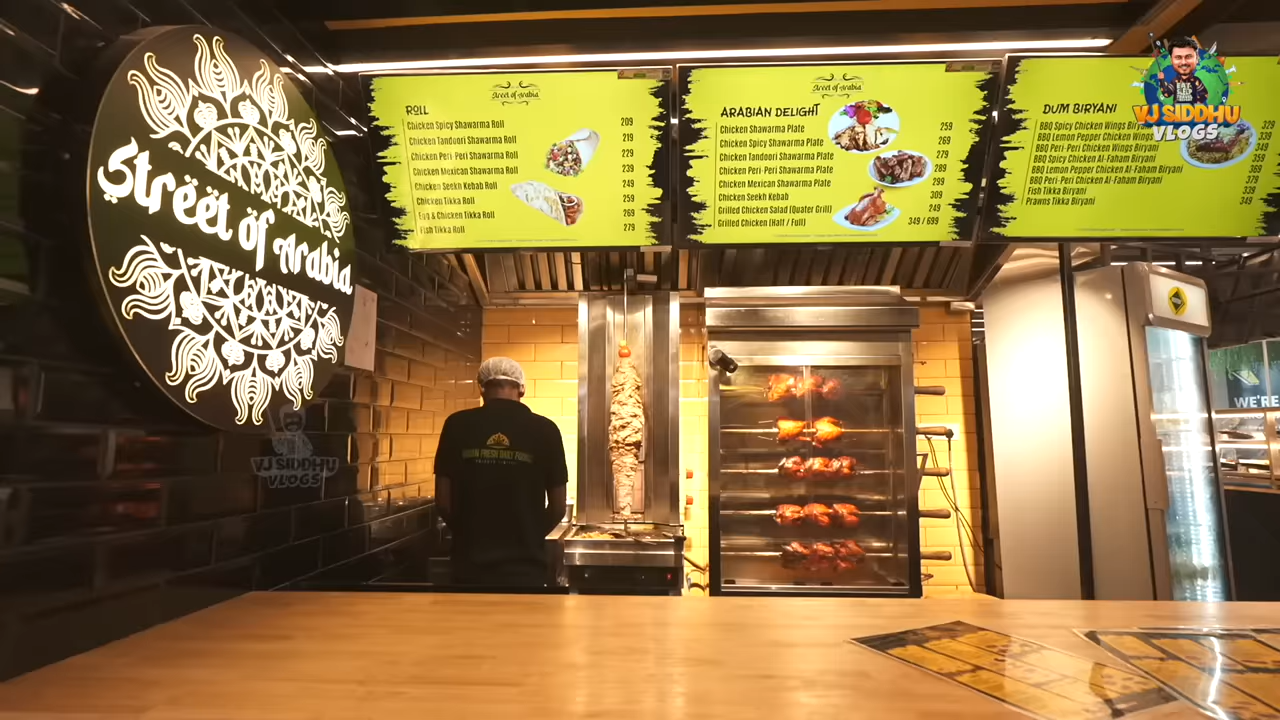 Street of Arabia
Street of Arabia
ROLL
Chicken Spicy Shawarma Roll 209
Chicken Tandoori Shawarma Roll 219
Chicken Peri-Peri Shawarma Roll 229
Chicken Mexican Shawarma Roll 239
Chicken Seekh Kebab Roll 249
Chicken Tikka Roll 259
Egg & Chicken Tikka Roll 269
Fish Tikka Roll 279
Street of Arabia
ARABIAN DELIGHT
Chicken Shawarma Plate 259
Chicken Spicy Shawarma Plate 269
Chicken Tandoori Shawarma Plate 279
Chicken Peri-Peri Shawarma Plate 289
Chicken Mexican Shawarma Plate 299
Chicken Seekh Kebab 309
Grilled Chicken Salad (Quater Grill) 249
Grilled Chicken (Half / Full) 349 / 699
DUM BIRYANI
BBQ Spicy Chicken Wings Biryani 329
BBQ Lemon Pepper Chicken Wings 339
BBQ Peri-Peri Chicken Wings Biryani 349
BBQ Spicy Chicken Al-Faham Biryani 359
BBQ Lemon Pepper Chicken Al-Faham Biryani 369
BBQ Peri-Peri Chicken Al-Faham Biryani 379
Fish Tikka Biryani 339
Prawns Tikka Biryani 349
VJ SIDDHU
VLOGS
VJ SIDDHU
VLOGS
FRESH DAILY
WE'RE